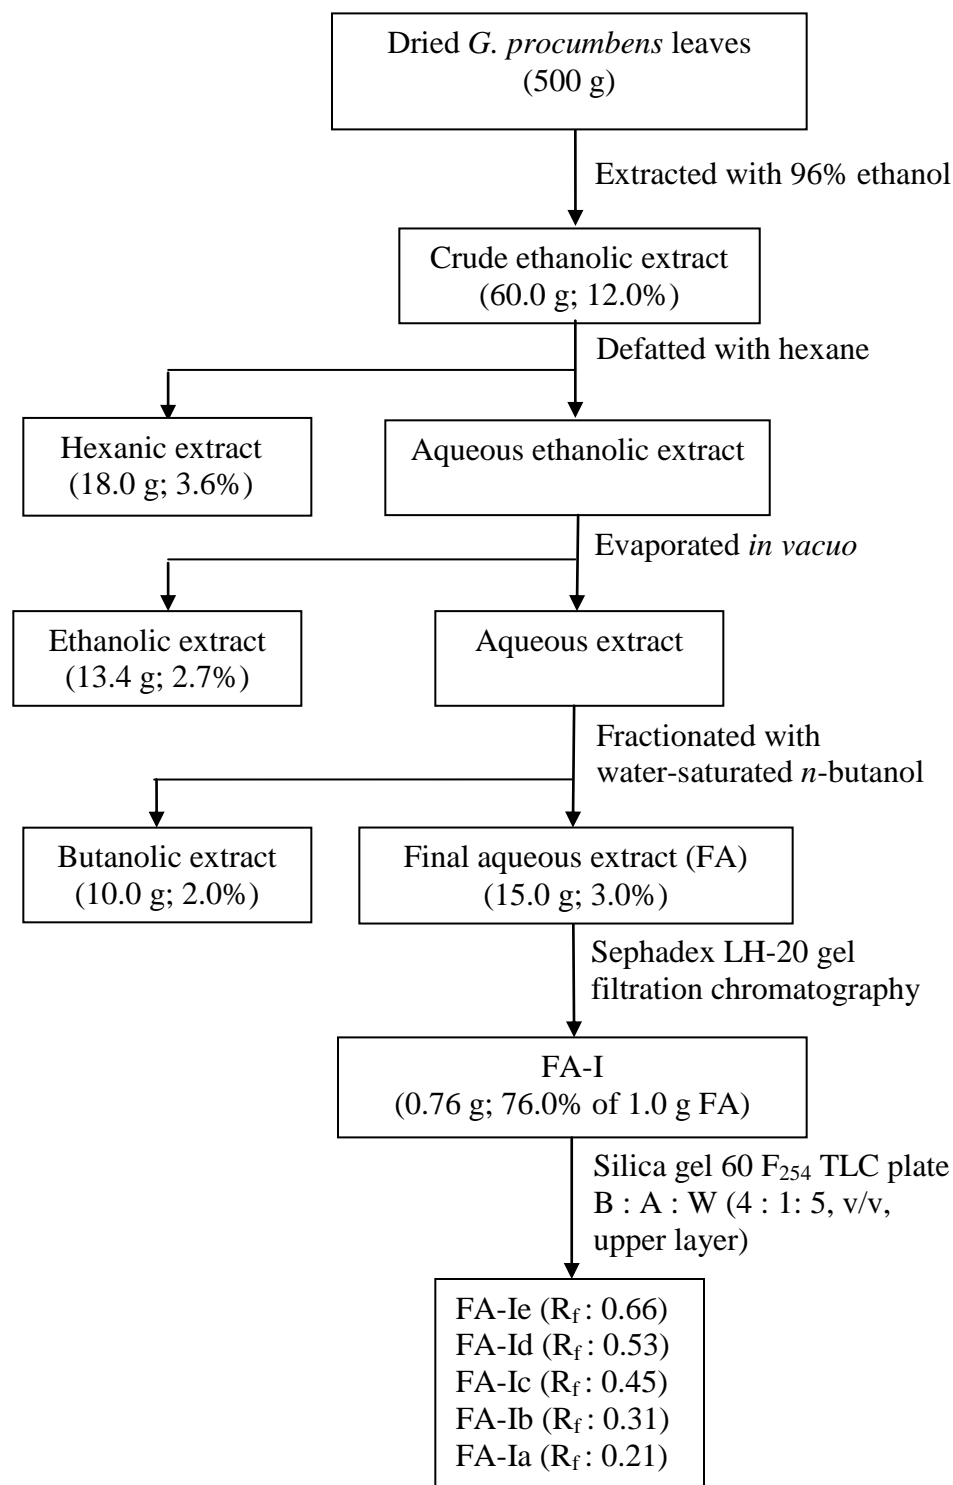 Dried G. procumbens leaves
(500 g)
Extracted with 96% ethanol
Crude ethanolic extract
(60.0 g; 12.0%)
Defatted with hexane
Hexanic extract
(18.0 g; 3.6%)
Aqueous ethanolic extract
Evaporated in vacuo
Ethanolic extract
(13.4 g; 2.7%)
Aqueous extract
Fractionated with
water-saturated n-butanol
Butanolic extract
(10.0 g; 2.0%)
Final aqueous extract (FA)
(15.0 g; 3.0%)
Sephadex LH-20 gel
filtration chromatography
FA-I
(0.76 g; 76.0% of 1.0 g FA)
Silica gel 60 F254 TLC plate
B : A : W (4 : 1: 5, v/v,
upper layer)
FA-Ie (Rf : 0.66)
FA-Id (Rf : 0.53)
FA-Ic (Rf : 0.45)
FA-Ib (Rf : 0.31)
FA-Ia (Rf : 0.21)